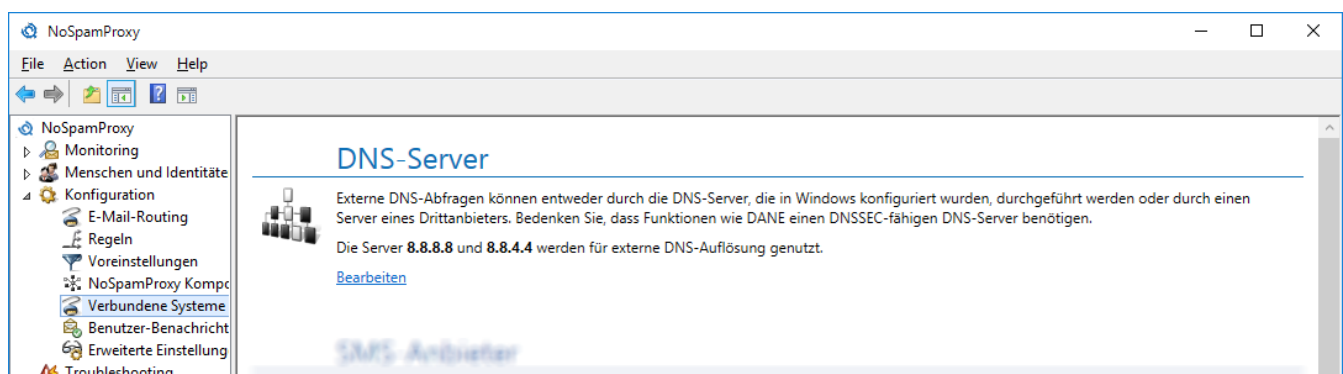 NoSpamProxy
File Action View Help
NoSpamProxy
Monitoring
Menschen und Identitäte
Konfiguration
E-Mail-Routing
Regeln
Voreinstellungen
NoSpamProxy Kompo
Verbundene Systeme
Benutzer-Benachricht
Erweiterte Einstellung
Troubleshooting
DNS-Server
Externe DNS-Abfragen können entweder durch die DNS-Server, die in Windows konfiguriert wurden, durchgeführt werden oder durch einen
Server eines Drittanbieters. Bedenken Sie, dass Funktionen wie DANE einen DNSSEC-fähigen DNS-Server benötigen.
Die Server 8.8.8.8 und 8.8.4.4 werden für externe DNS-Auflösung genutzt.
Bearbeiten
SMS-Anbieter